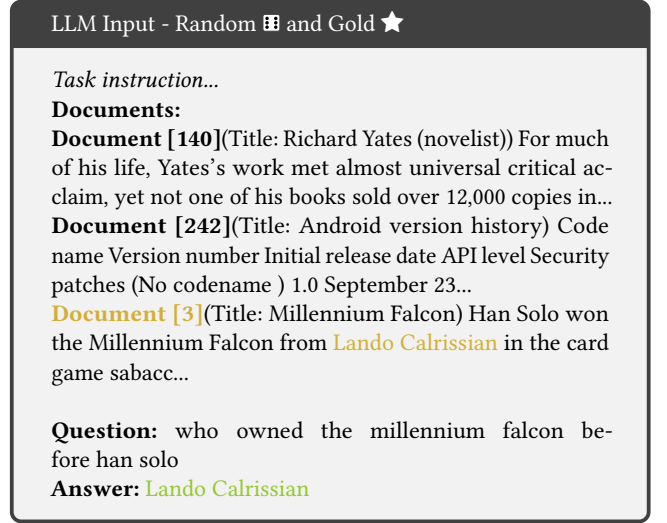 LLM Input - Random ⚅ and Gold ★
Task instruction...
Documents:
Document [140](Title: Richard Yates (novelist)) For much
of his life, Yates's work met almost universal critical ac-
claim, yet not one of his books sold over 12,000 copies in...
Document [242](Title: Android version history) Code
name Version number Initial release date API level Security
patches (No codename ) 1.0 September 23...
Document [3](Title: Millennium Falcon) Han Solo won
the Millennium Falcon from Lando Calrissian in the card
game sabacc...
Question: who owned the millennium falcon be-
fore han solo
Answer: Lando Calrissian